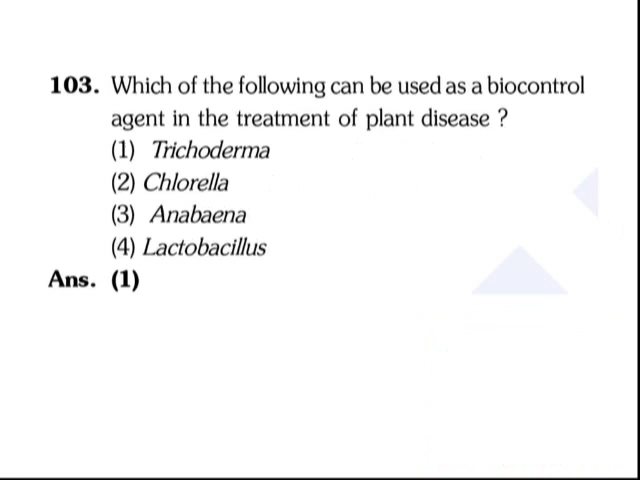 103. Which of the following can be used as a biocontrol
agent in the treatment of plant disease ?
(1) Trichoderma
(2) Chlorella
(3) Anabaena
(4) Lactobacillus
Ans. (1)